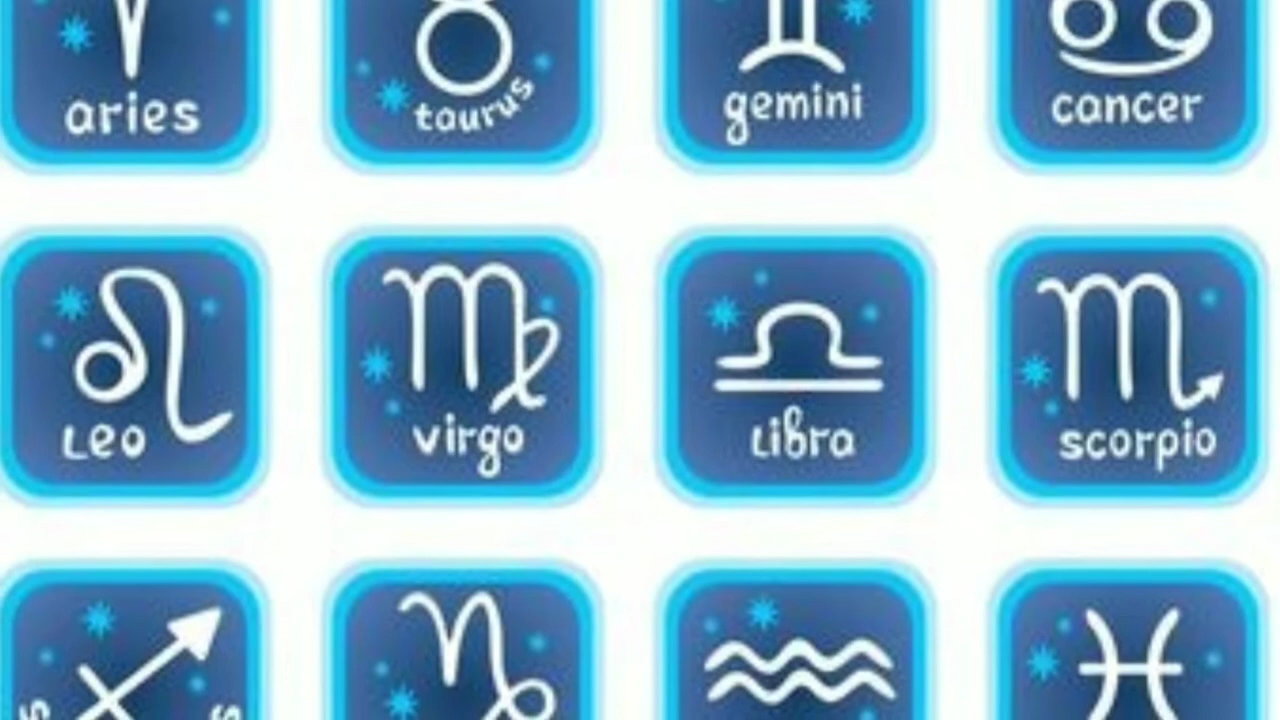 aries
taurus
gemini
cancer
Leo
virgo
Libra
scorpio